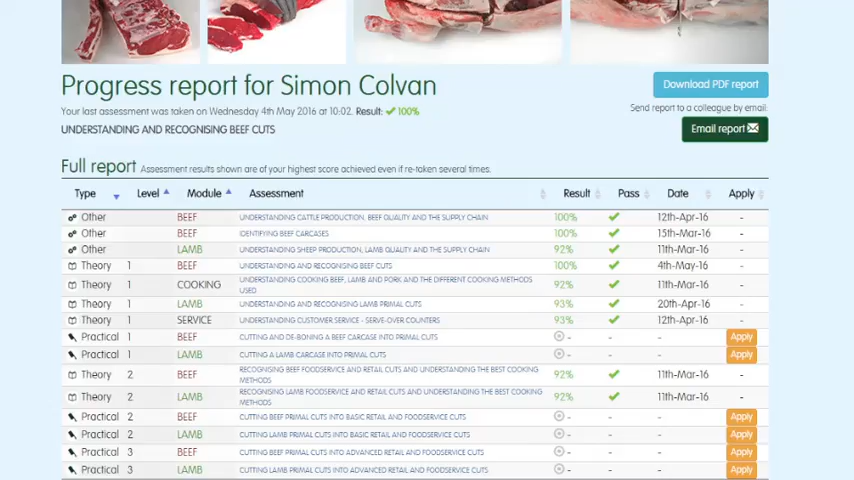 Progress report for Simon Colvan
Download PDF report
Your last assessment was taken on Wednesday 4th May 2016 at 10:02. Result: ✔ 100%
Send report to a colleague by email:
UNDERSTANDING AND RECOGNISING BEEF CUTS
Email report
Full report Assessment results shown are of your highest score achieved even if re-taken several times.
Type Level Module Assessment Result Pass Date Apply
Other BEEF UNDERSTANDING CATTLE PRODUCTION, BEEF QUALITY AND THE SUPPLY CHAIN 100% ✔ 12th-Apr-16 -
Other BEEF IDENTIFYING BEEF CARCASES 100% ✔ 15th-Mar-16 -
Other LAMB UNDERSTANDING SHEEP PRODUCTION, LAMB QUALITY AND THE SUPPLY CHAIN 92% ✔ 11th-Mar-16 -
Theory 1 BEEF UNDERSTANDING AND RECOGNISING BEEF CUTS 100% ✔ 4th-May-16 -
Theory 1 COOKING UNDERSTANDING COOKING BEEF, LAMB AND PORK AND THE DIFFERENT COOKING METHODS 92% ✔ 11th-Mar-16 -
USED
Theory 1 LAMB UNDERSTANDING AND RECOGNISING LAMB PRIMAL CUTS 93% ✔ 20th-Apr-16 -
Theory 1 SERVICE UNDERSTANDING CUSTOMER SERVICE - SERVE-OVER COUNTERS 93% ✔ 12th-Apr-16 -
Practical 1 BEEF CUTTING AND DE-BONING A BEEF CARCASE INTO PRIMAL CUTS - - - Apply
Practical 1 LAMB CUTTING A LAMB CARCASE INTO PRIMAL CUTS - - - Apply
Theory 2 BEEF RECOGNISING BEEF FOODSERVICE AND RETAIL CUTS AND UNDERSTANDING THE BEST COOKING 92% ✔ 11th-Mar-16 -
METHODS
Theory 2 LAMB RECOGNISING LAMB FOODSERVICE AND RETAIL CUTS AND UNDERSTANDING THE BEST COOKING 92% ✔ 11th-Mar-16 -
METHODS
Practical 2 BEEF CUTTING BEEF PRIMAL CUTS INTO BASIC RETAIL AND FOODSERVICE CUTS - - - Apply
Practical 2 LAMB CUTTING LAMB PRIMAL CUTS INTO BASIC RETAIL AND FOODSERVICE CUTS - - - Apply
Practical 3 BEEF CUTTING BEEF PRIMAL CUTS INTO ADVANCED RETAIL AND FOODSERVICE CUTS - - - Apply
Practical 3 LAMB CUTTING LAMB PRIMAL CUTS INTO ADVANCED RETAIL AND FOODSERVICE CUTS - - - Apply